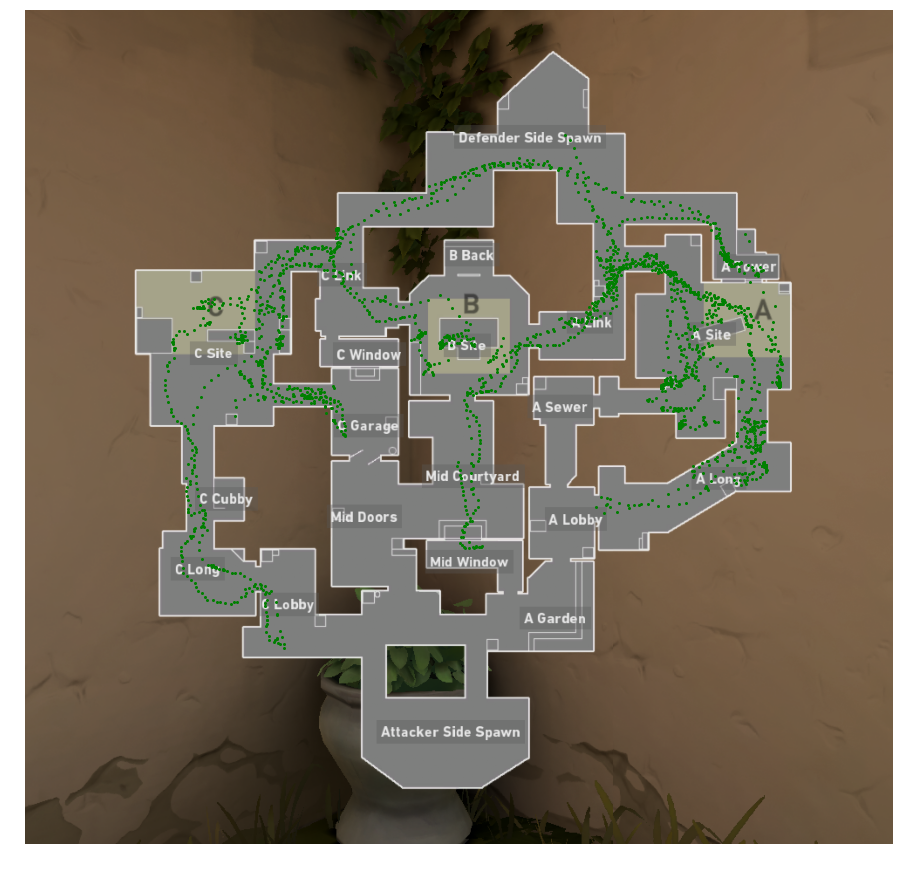 Defender Side Spawn
B Back
A Tower
C Link
C
B
A
A Link
A Site
B Site
C Site
C Window
A Sewer
C Garage
Mid Courtyard
A Long
C Cubby
Mid Doors
A Lobby
Mid Window
C Long
C Lobby
A Garden
Attacker Side Spawn